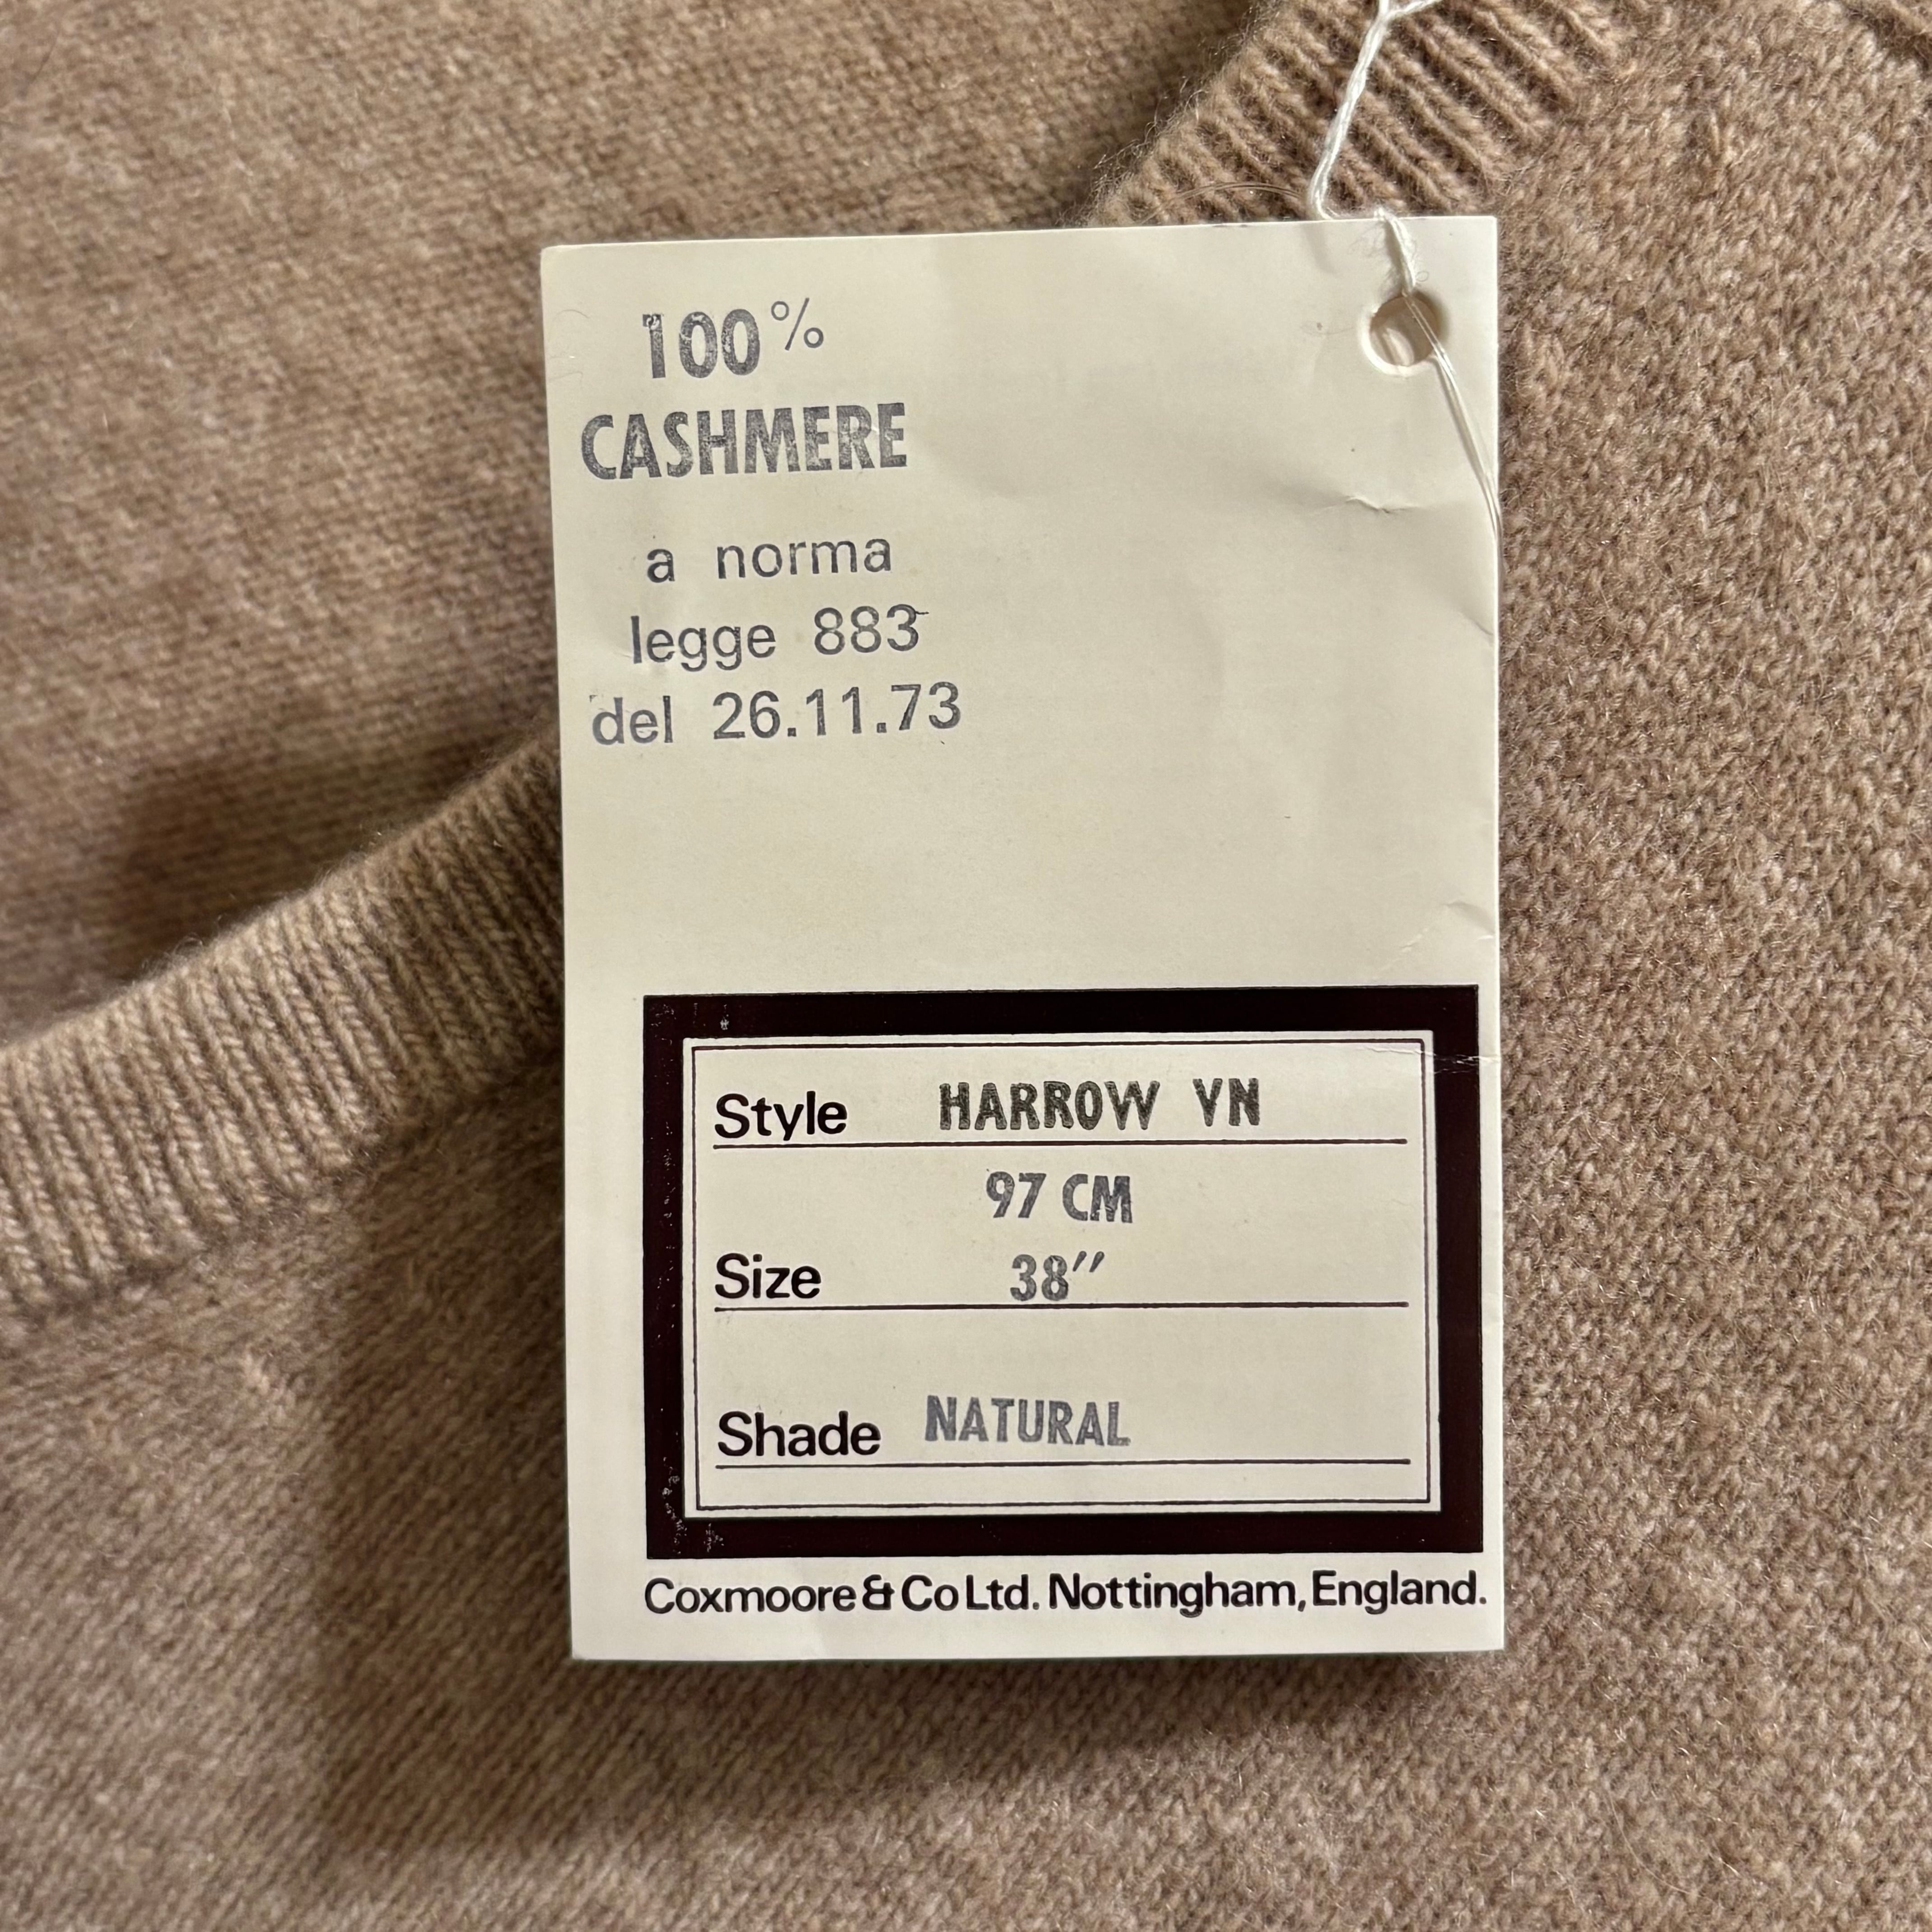 100%
CASHMERE
a norma
legge 883
del 26.11.73
Style HARROW VN
97 CM
Size 38"
Shade NATURAL
Coxmoore & Co Ltd. Nottingham, England.